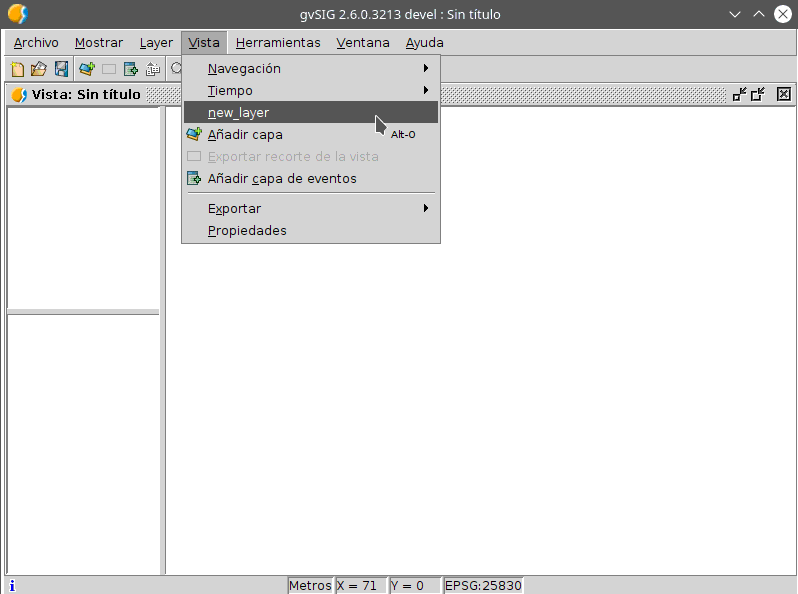 gvSIG 2.6.0.3213 devel : Sin título
Archivo Mostrar Layer Vista Herramientas Ventana Ayuda
Vista: Sin título
Navegación
Tiempo
new_layer
Añadir capa Alt-O
Exportar recorte de la vista
Añadir capa de eventos
Exportar
Propiedades
Metros X = 71 Y = 0 EPSG:25830